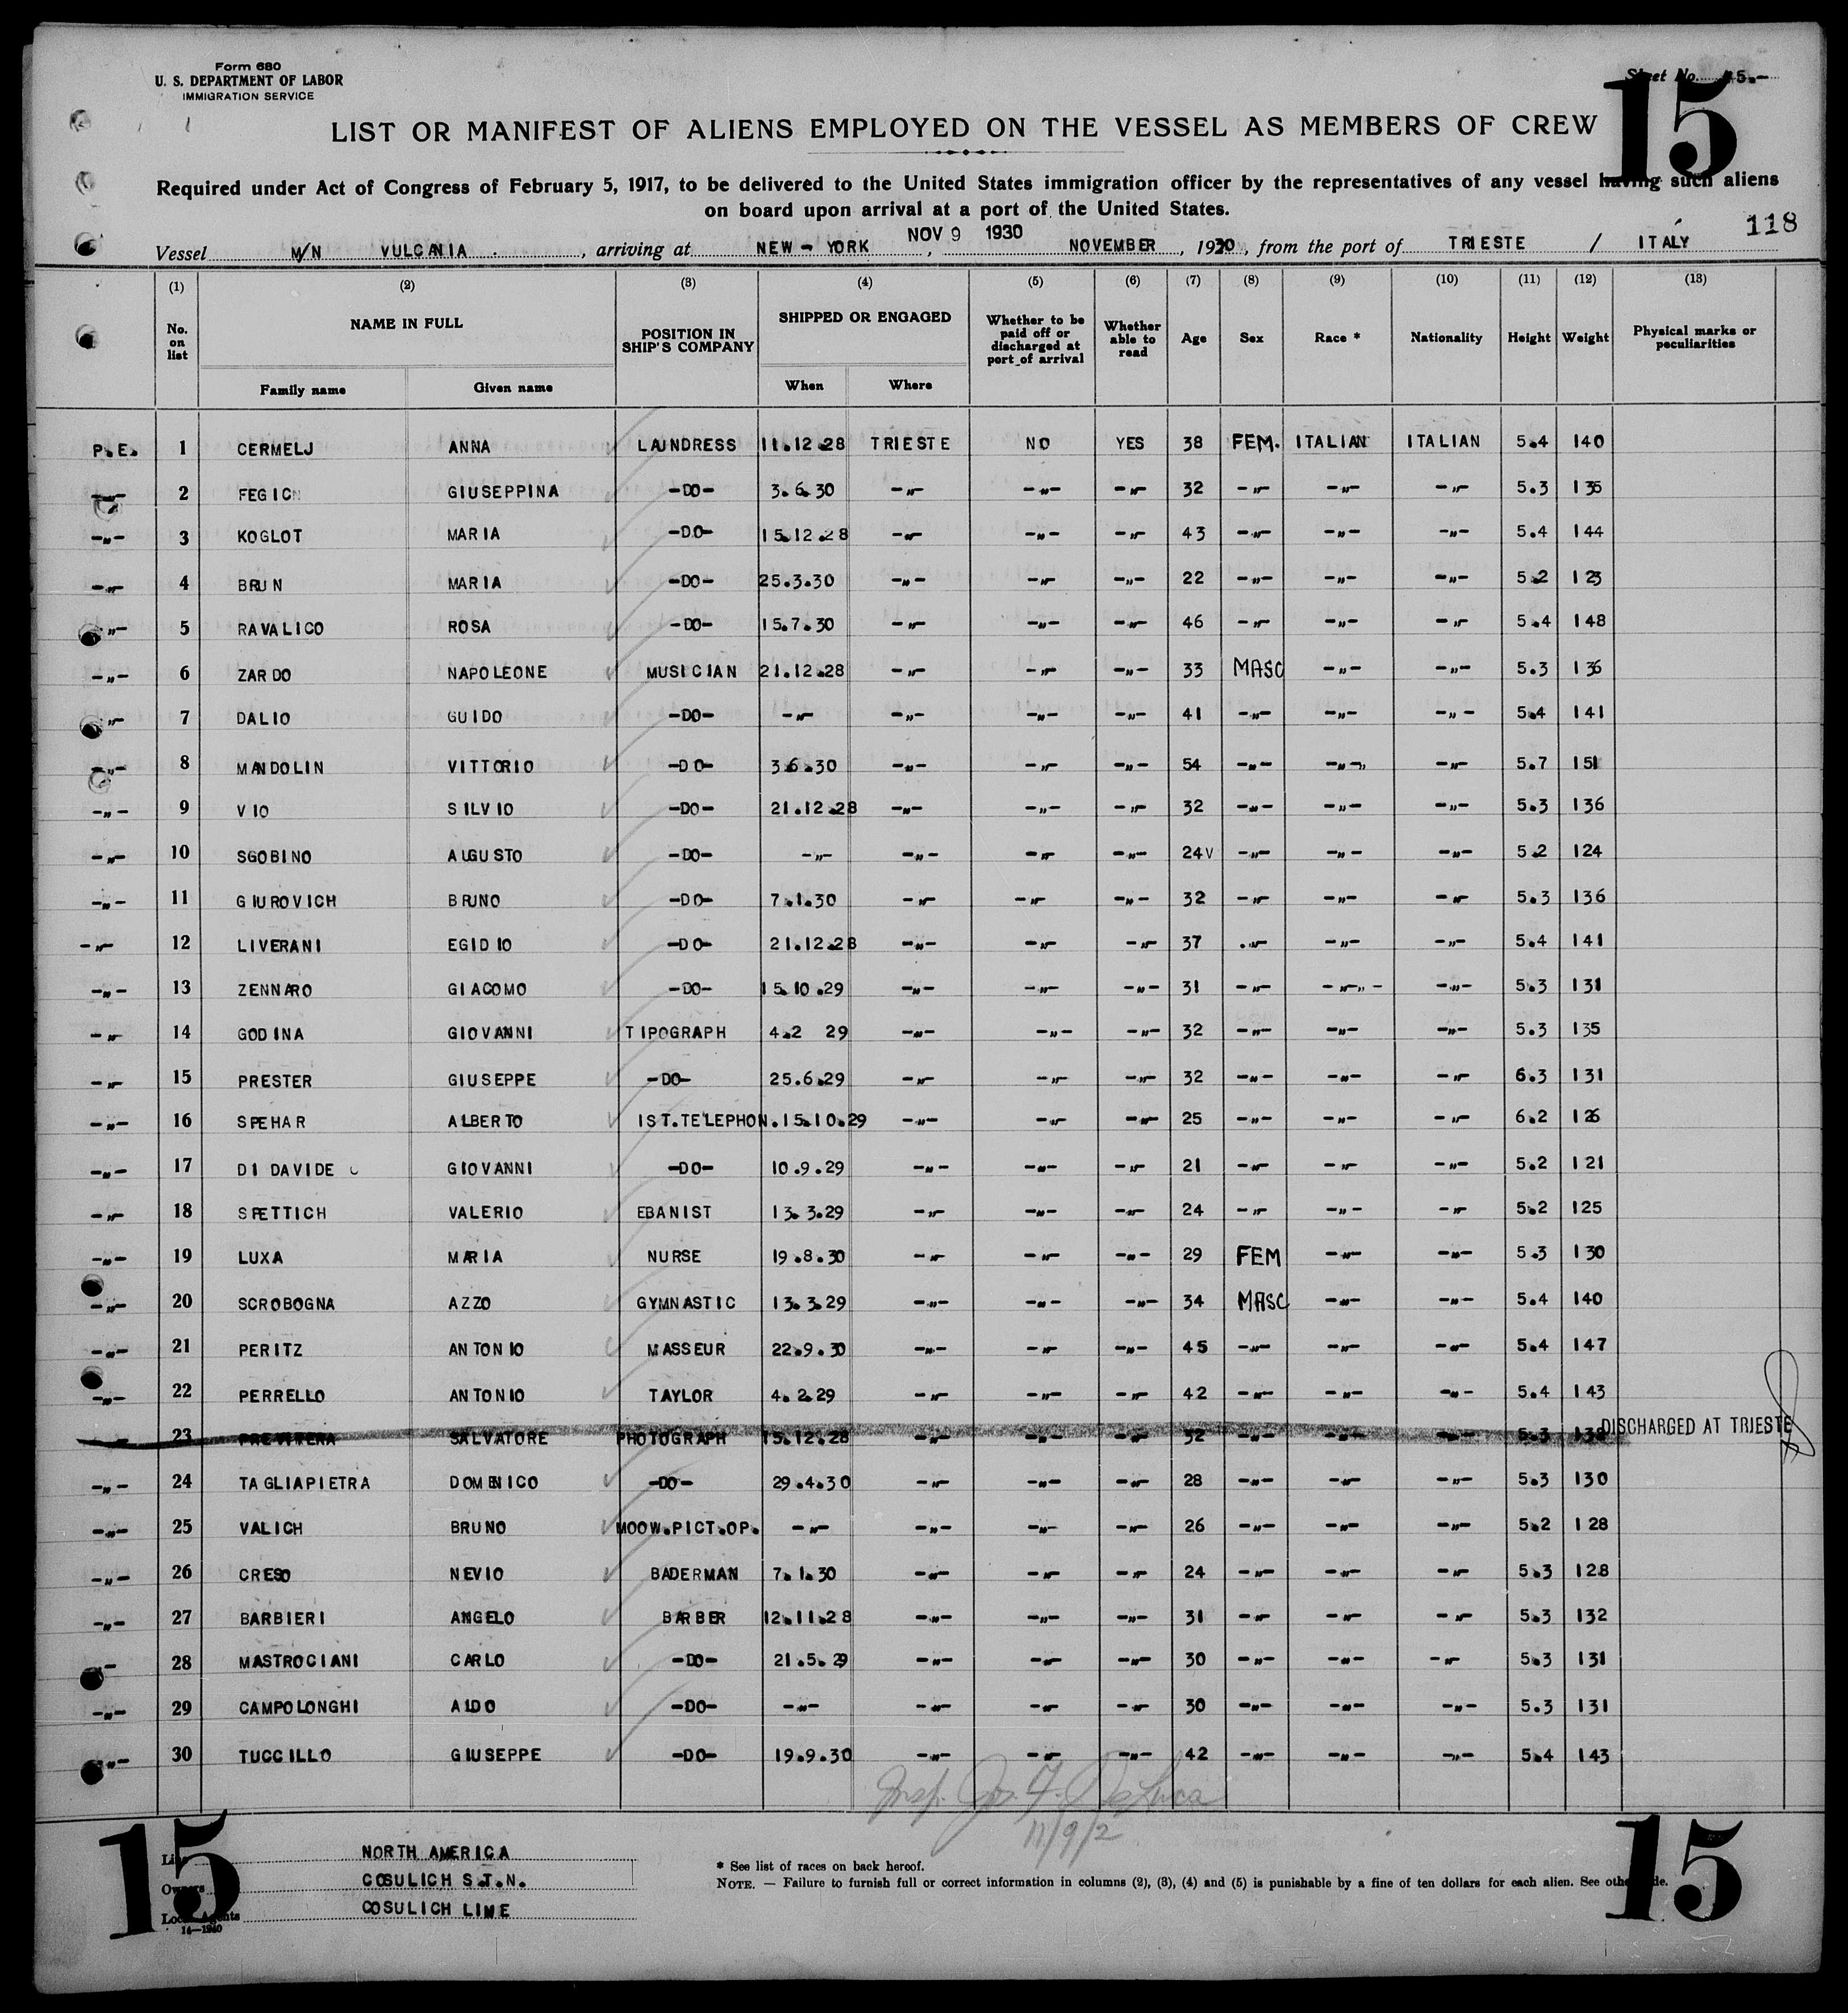 Form 680
U. S. DEPARTMENT OF LABOR
IMMIGRATION SERVICE
Sheet No. 15.-
15
LIST OR MANIFEST OF ALIENS EMPLOYED ON THE VESSEL AS MEMBERS OF CREW
Required under Act of Congress of February 5, 1917, to be delivered to the United States immigration officer by the representatives of any vessel having such aliens
on board upon arrival at a port of the United States.
118
NOV 9 1930
Vessel M/N VULCANIA, arriving at NEW-YORK, NOVEMBER, 1930, from the port of TRIESTE / ITALY
(1) (2) (3) (4) (5) (6) (7) (8) (9) (10) (11) (12) (13)
No. on list NAME IN FULL POSITION IN SHIP'S COMPANY SHIPPED OR ENGAGED Whether to be paid off or discharged at port of arrival Whether able to read Age Sex Race * Nationality Height Weight Physical marks or peculiarities
Family name Given name When Where
P.E. 1 CERMELJ ANNA LAUNDRESS 11.12.28 TRIESTE NO YES 38 FEM. ITALIAN ITALIAN 5.4 140
-"- 2 FEGIC GIUSEPPINA -DO- 3.6.30 -"- -"- -"- 32 -"- -"- -"- 5.3 136
-"- 3 KOGLOT MARIA -DO- 15.12.28 -"- -"- -"- 43 -"- -"- -"- 5.4 144
-"- 4 BRUN MARIA -DO- 25.3.30 -"- -"- -"- 22 -"- -"- -"- 5.2 123
-"- 5 RAVALICO ROSA -DO- 15.7.30 -"- -"- -"- 46 -"- -"- -"- 5.4 148
-"- 6 ZARDO NAPOLEONE MUSICIAN 21.12.28 -"- -"- -"- 33 MASC -"- -"- 5.3 136
-"- 7 DALIO GUIDO -DO- -"- -"- -"- -"- 41 -"- -"- -"- 5.4 141
-"- 8 MANDOLIN VITTORIO -DO- 3.6.30 -"- -"- -"- 54 -"- -"- -"- 5.7 151
-"- 9 VIO SILVIO -DO- 21.12.28 -"- -"- -"- 32 -"- -"- -"- 5.3 136
-"- 10 SGOBINO AUGUSTO -DO- -"- -"- -"- -"- 24V -"- -"- -"- 5.2 124
-"- 11 GIUROVICH BRUNO -DO- 7.1.30 -"- -"- -"- 32 -"- -"- -"- 5.3 136
-"- 12 LIVERANI EGIDIO -DO- 21.12.28 -"- -"- -"- 37 -"- -"- -"- 5.4 141
-"- 13 ZENNARO GIACOMO -DO- 15.10.29 -"- -"- -"- 31 -"- -"- -"- 5.3 131
-"- 14 GODINA GIOVANNI TIPOGRAPH 4.2 29 -"- -"- -"- 32 -"- -"- -"- 5.3 135
-"- 15 PRESTER GIUSEPPE -DO- 25.6.29 -"- -"- -"- 32 -"- -"- -"- 6.3 131
-"- 16 SPEHAR ALBERTO IST.TELEPHON. 15.10.29 -"- -"- -"- 25 -"- -"- -"- 6.2 126
-"- 17 DI DAVIDE GIOVANNI -DO- 10.9.29 -"- -"- -"- 21 -"- -"- -"- 5.2 121
-"- 18 SPETTICH VALERIO EBANIST 13.3.29 -"- -"- -"- 24 -"- -"- -"- 5.2 125
-"- 19 LUXA MARIA NURSE 19.8.30 -"- -"- -"- 29 FEM -"- -"- 5.3 130
-"- 20 SCROBOGNA AZZO GYMNASTIC 13.3.29 -"- -"- -"- 34 MASC -"- -"- 5.4 140
-"- 21 PERITZ ANTONIO MASSEUR 22.9.30 -"- -"- -"- 45 -"- -"- -"- 5.4 147
-"- 22 PERRELLO ANTONIO TAYLOR 4.2.29 -"- -"- -"- 42 -"- -"- -"- 5.4 143
23 SALVATORE PHOTOGRAPH 15.12.28 -"- -"- -"- 32 -"- -"- -"- 5.3 DISCHARGED AT TRIESTE
-"- 24 TAGLIAPIETRA DOMENICO -DO- 29.4.30 -"- -"- -"- 28 -"- -"- -"- 5.3 130
-"- 25 VALICH BRUNO MOOW.PICT.OP. -"- -"- -"- -"- 26 -"- -"- -"- 5.2 128
-"- 26 CRESO NEVIO BADERMAN 7.1.30 -"- -"- -"- 24 -"- -"- -"- 5.3 128
-"- 27 BARBIERI ANGELO BARBER 12.11.28 -"- -"- -"- 31 -"- -"- -"- 5.3 132
-"- 28 MASTROCIANI CARLO -DO- 21.5.29 -"- -"- -"- 30 -"- -"- -"- 5.3 131
-"- 29 CAMPOLONGHI AIDO -DO- -"- -"- -"- -"- 30 -"- -"- -"- 5.3 131
-"- 30 TUCCILLO GIUSEPPE -DO- 19.9.30 -"- -"- -"- 42 -"- -"- -"- 5.4 143
Insp. Jos. F. DeLuca
11/9/2
15
15
Line NORTH AMERICA
Owners COSULICH S.T.N.
Local Agents COSULICH LINE
14—1240
* See list of races on back hereof.
NOTE. — Failure to furnish full or correct information in columns (2), (3), (4) and (5) is punishable by a fine of ten dollars for each alien. See other side.